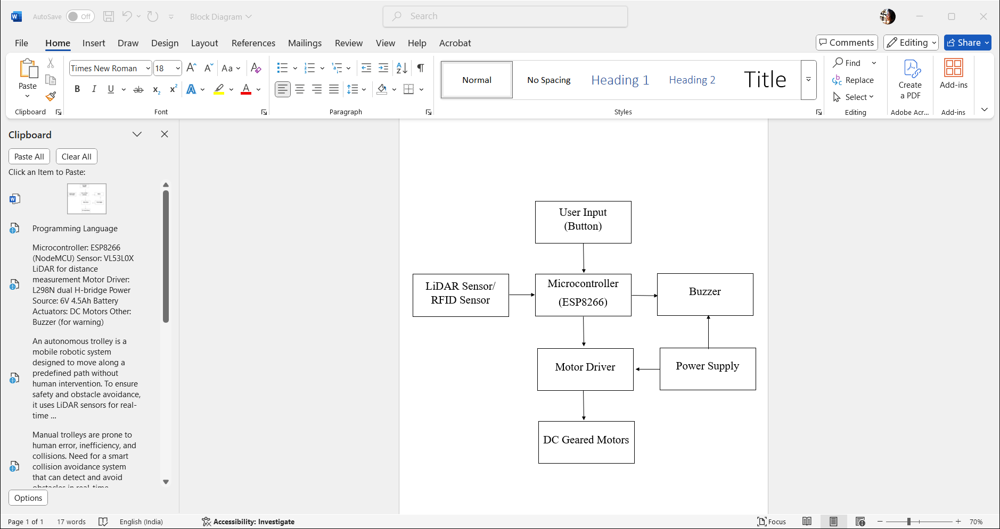 AutoSave Off Block Diagram Search
File Home Insert Draw Design Layout References Mailings Review View Help Acrobat Comments Editing Share
Paste Times New Roman 18 Aa Normal No Spacing Heading 1 Heading 2 Title Find Replace Select Create a PDF Add-ins
Clipboard Font Paragraph Styles Editing Adobe Acr... Add-ins
Clipboard
Paste All Clear All
Click an Item to Paste:
Programming Language
Microcontroller: ESP8266
(NodeMCU) Sensor: VL53L0X
LiDAR for distance
measurement Motor Driver:
L298N dual H-bridge Power
Source: 6V 4.5Ah Battery
Actuators: DC Motors Other:
Buzzer (for warning)
An autonomous trolley is a
mobile robotic system
designed to move along a
predefined path without
human intervention. To ensure
safety and obstacle avoidance,
it uses LiDAR sensors for real-
time ...
Manual trolleys are prone to
human error, inefficiency, and
collisions. Need for a smart
collision avoidance system
that can detect and avoid
obstacles in real-time
Options
User Input
(Button)
LiDAR Sensor/
RFID Sensor
Microcontroller
(ESP8266)
Buzzer
Motor Driver
Power Supply
DC Geared Motors
Page 1 of 1 17 words English (India) Accessibility: Investigate Focus 70%